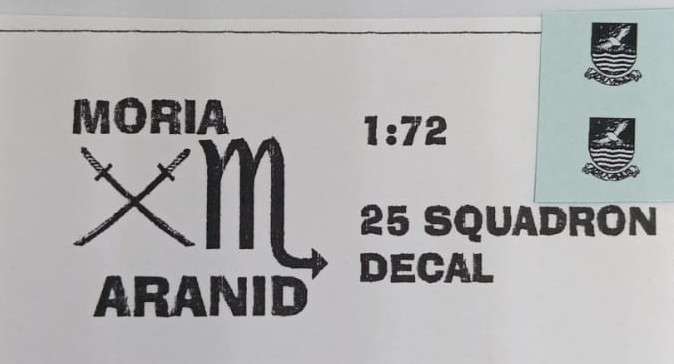 MORIA
ARANID
1:72
25 SQUADRON
DECAL